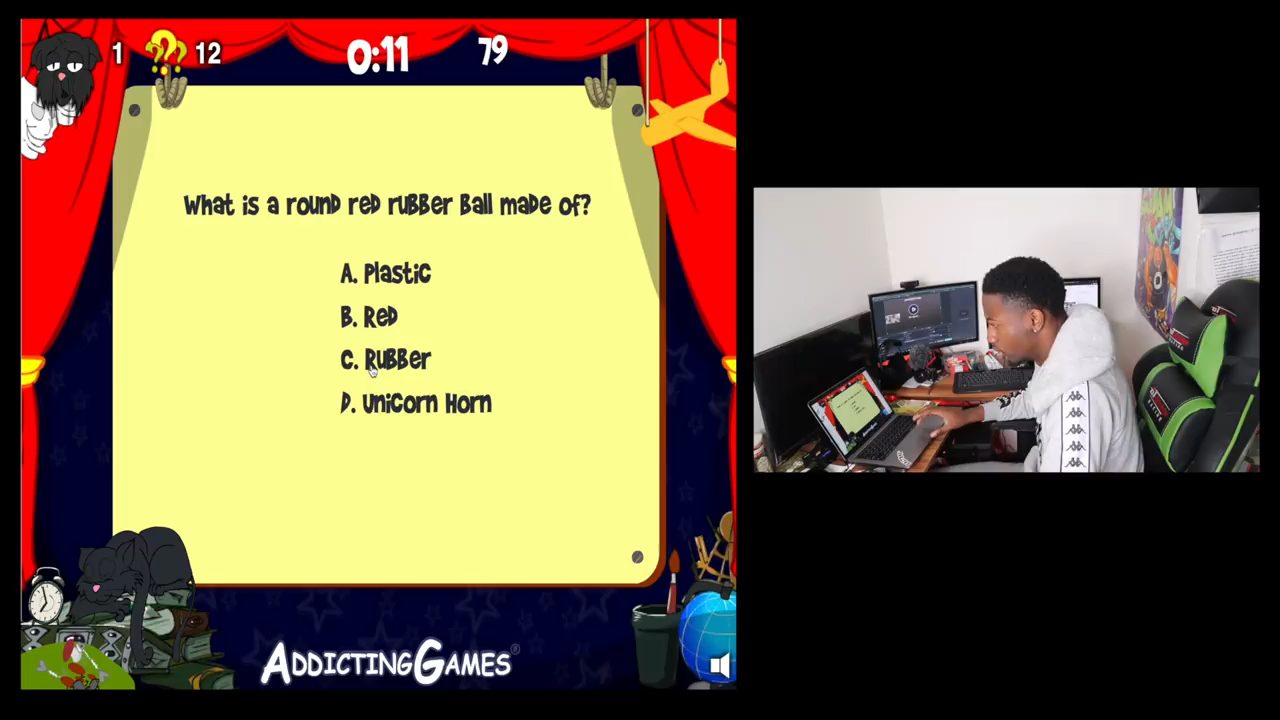 1
12
0:11
79
What is a round red rubber ball made of?
A. Plastic
B. Red
C. Rubber
D. Unicorn Horn
AddictingGames®